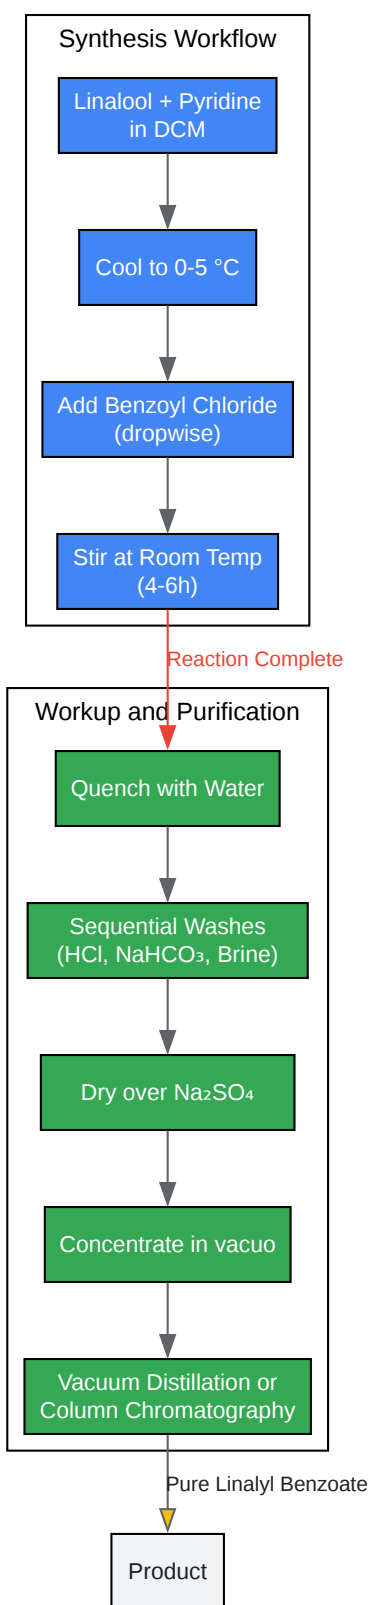 Synthesis Workflow
Linalool + Pyridine
in DCM
Cool to 0-5 °C
Add Benzoyl Chloride
(dropwise)
Stir at Room Temp
(4-6h)
Reaction Complete
Workup and Purification
Quench with Water
Sequential Washes
(HCl, NaHCO₃, Brine)
Dry over Na₂SO₄
Concentrate in vacuo
Vacuum Distillation or
Column Chromatography
Pure Linalyl Benzoate
Product